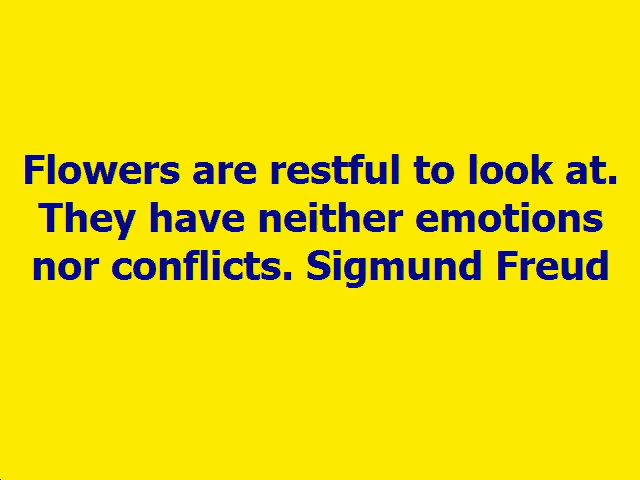 Flowers are restful to look at.
They have neither emotions
nor conflicts. Sigmund Freud